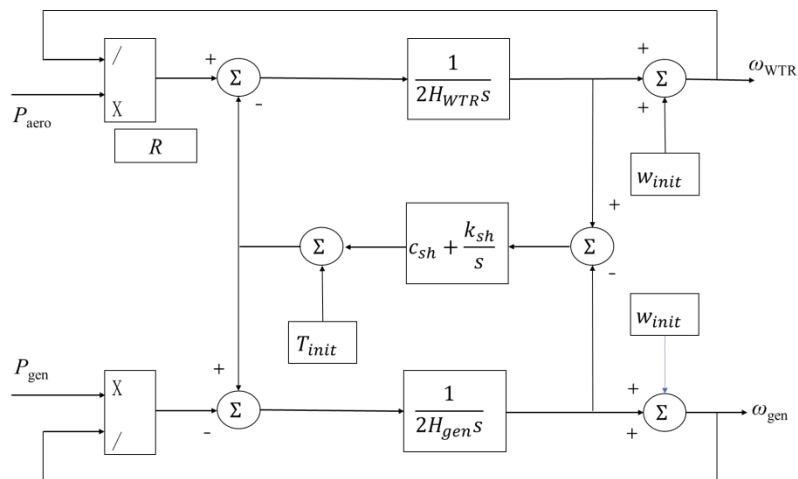 /
X
P_aero
R
+
Σ
-
1
2H_WTR s
+
+
Σ
ω_WTR
w_init
Σ
T_init
c_sh + k_sh/s
+
Σ
-
w_init
P_gen
X
/
+
Σ
-
1
2H_gen s
+
+
Σ
ω_gen